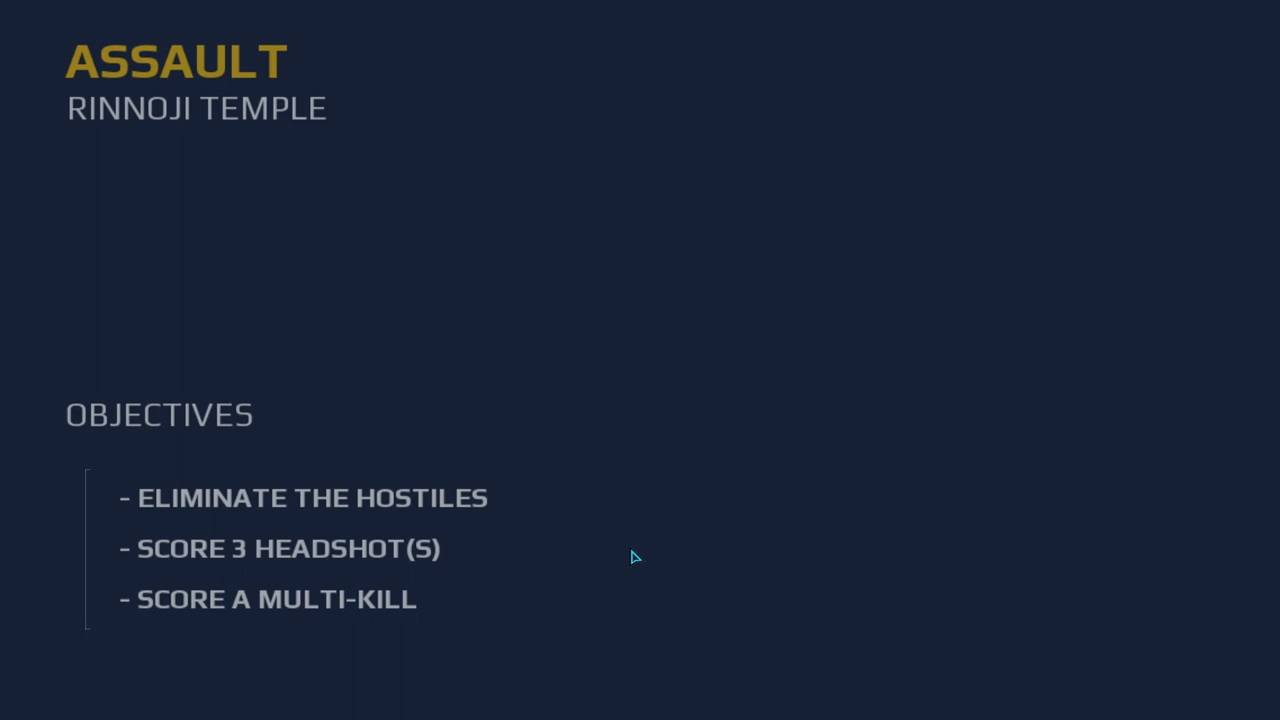 ASSAULT
RINNOJI TEMPLE
OBJECTIVES
- ELIMINATE THE HOSTILES
- SCORE 3 HEADSHOT(S)
- SCORE A MULTI-KILL